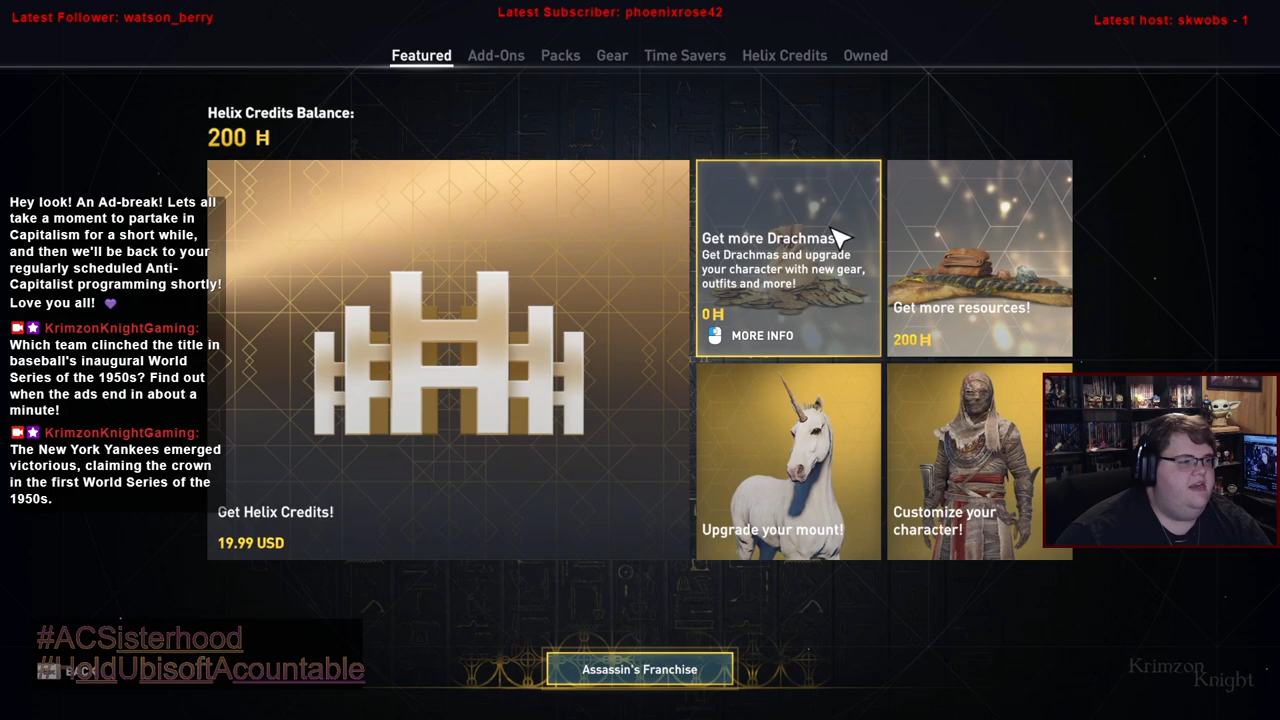 Latest Follower: watson_berry
Latest Subscriber: phoenixrose42
Latest host: skwobs - 1
Featured
Add-Ons
Packs
Gear
Time Savers
Helix Credits
Owned
Helix Credits Balance:
200
Hey look! An Ad-break! Lets all
take a moment to partake in
Capitalism for a short while,
and then we'll be back to your
regularly scheduled Anti-
Capitalist programming shortly!
Love you all!
KrimzonKnightGaming:
Which team clinched the title in
baseball's inaugural World
Series of the 1950s? Find out
when the ads end in about a
minute!
KrimzonKnightGaming:
The New York Yankees emerged
victorious, claiming the crown
in the first World Series of the
1950s.
Get Helix Credits!
19.99 USD
Get more Drachmas
Get Drachmas and upgrade
your character with new gear,
outfits and more!
0
MORE INFO
Get more resources!
200
Upgrade your mount!
Customize your
character!
#ACSisterhood
#HoldUbisoftAcountable
BACK
Assassin's Franchise
Krimzon
Knight